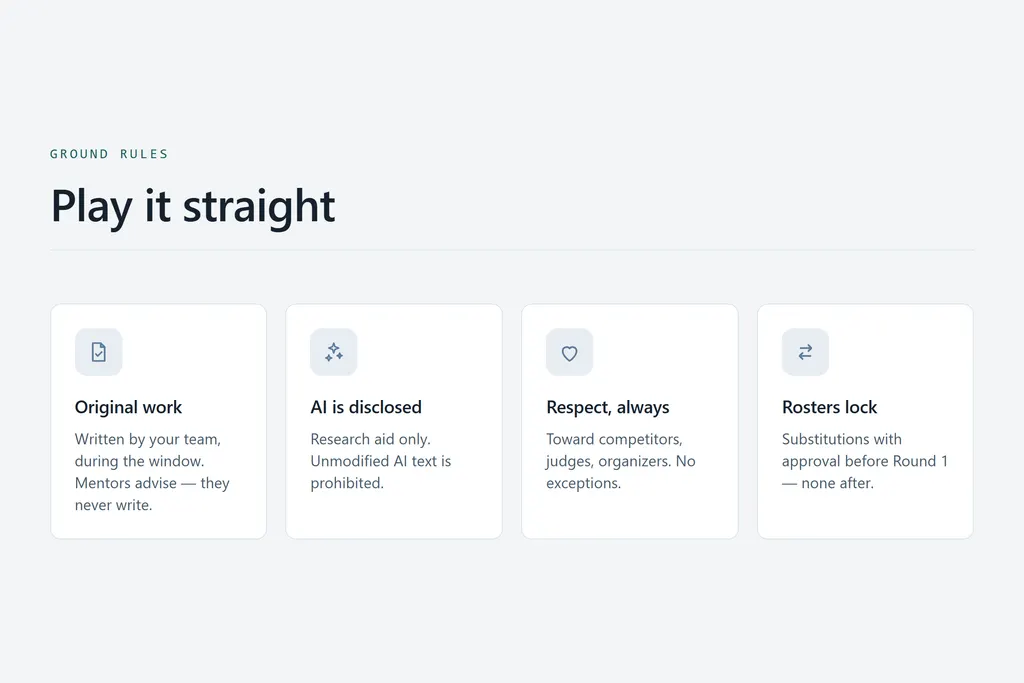 GROUND RULES
Play it straight
Original work
Written by your team,
during the window.
Mentors advise — they
never write.
AI is disclosed
Research aid only.
Unmodified AI text is
prohibited.
Respect, always
Toward competitors,
judges, organizers. No
exceptions.
Rosters lock
Substitutions with
approval before Round 1
— none after.